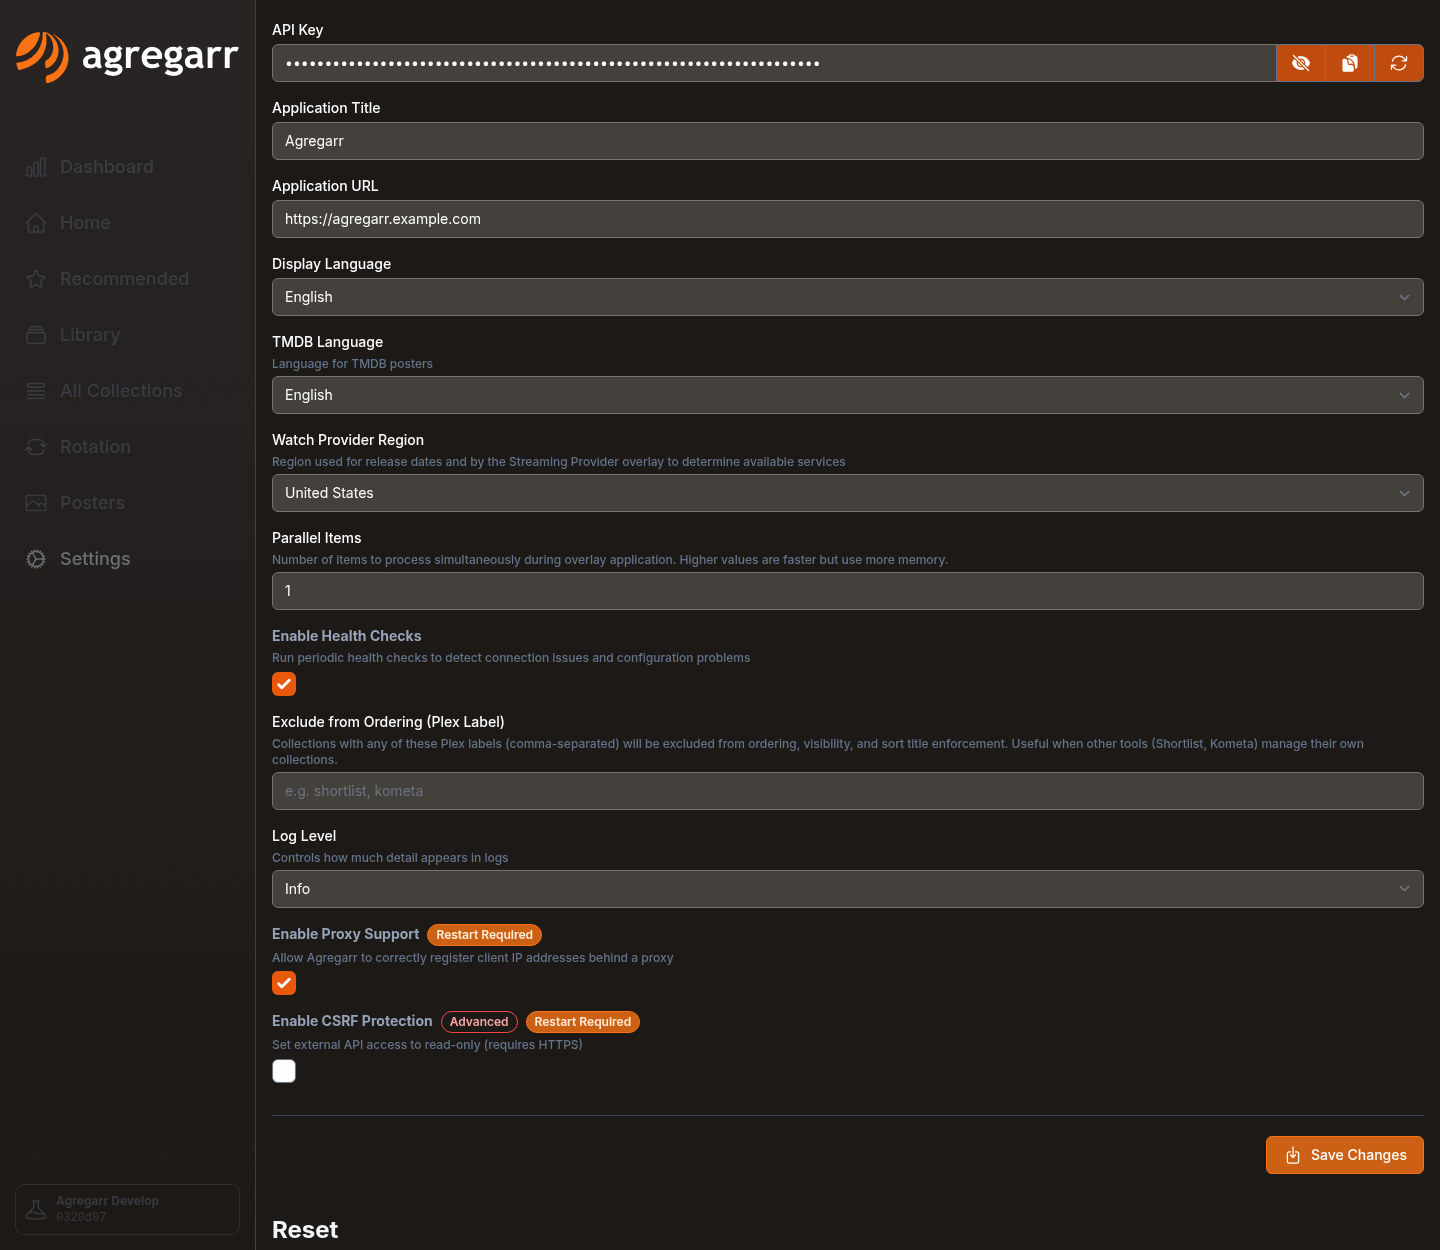 agregarr
Dashboard
Home
Recommended
Library
All Collections
Rotation
Posters
Settings
Agregarr Develop
0320d07
API Key
Application Title
Agregarr
Application URL
https://agregarr.example.com
Display Language
English
TMDB Language
Language for TMDB posters
English
Watch Provider Region
Region used for release dates and by the Streaming Provider overlay to determine available services
United States
Parallel Items
Number of items to process simultaneously during overlay application. Higher values are faster but use more memory.
1
Enable Health Checks
Run periodic health checks to detect connection issues and configuration problems
Exclude from Ordering (Plex Label)
Collections with any of these Plex labels (comma-separated) will be excluded from ordering, visibility, and sort title enforcement. Useful when other tools (Shortlist, Kometa) manage their own
collections.
e.g. shortlist, kometa
Log Level
Controls how much detail appears in logs
Info
Enable Proxy Support Restart Required
Allow Agregarr to correctly register client IP addresses behind a proxy
Enable CSRF Protection Advanced Restart Required
Set external API access to read-only (requires HTTPS)
Save Changes
Reset